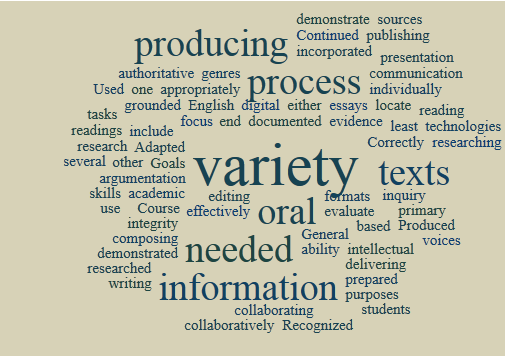 demonstrate sources
producing Continued publishing
incorporated
presentation
authoritative genres process communication
Used one appropriately individually
grounded English digital either essays locate
tasks focus end documented evidence reading
readings include least technologies
research Adapted Correctly researching
several other Goals variety texts
argumentation
skills academic editing formats inquiry
use Course effectively oral evaluate primary
integrity based Produced
composing needed General voices
demonstrated ability intellectual
researched delivering
writing information prepared
purposes
collaborating students
collaboratively Recognized